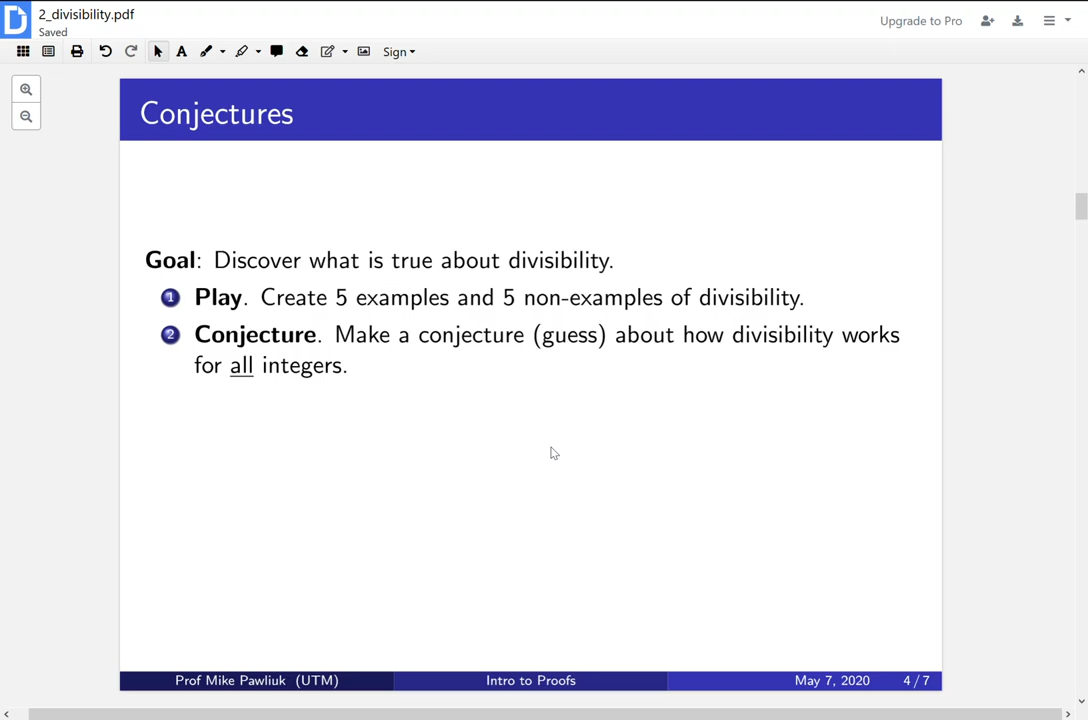 2_divisibility.pdf
Saved
Upgrade to Pro
A
Sign
Conjectures
Goal: Discover what is true about divisibility.
1 Play. Create 5 examples and 5 non-examples of divisibility.
2 Conjecture. Make a conjecture (guess) about how divisibility works
for all integers.
Prof Mike Pawliuk (UTM) Intro to Proofs May 7, 2020 4 / 7